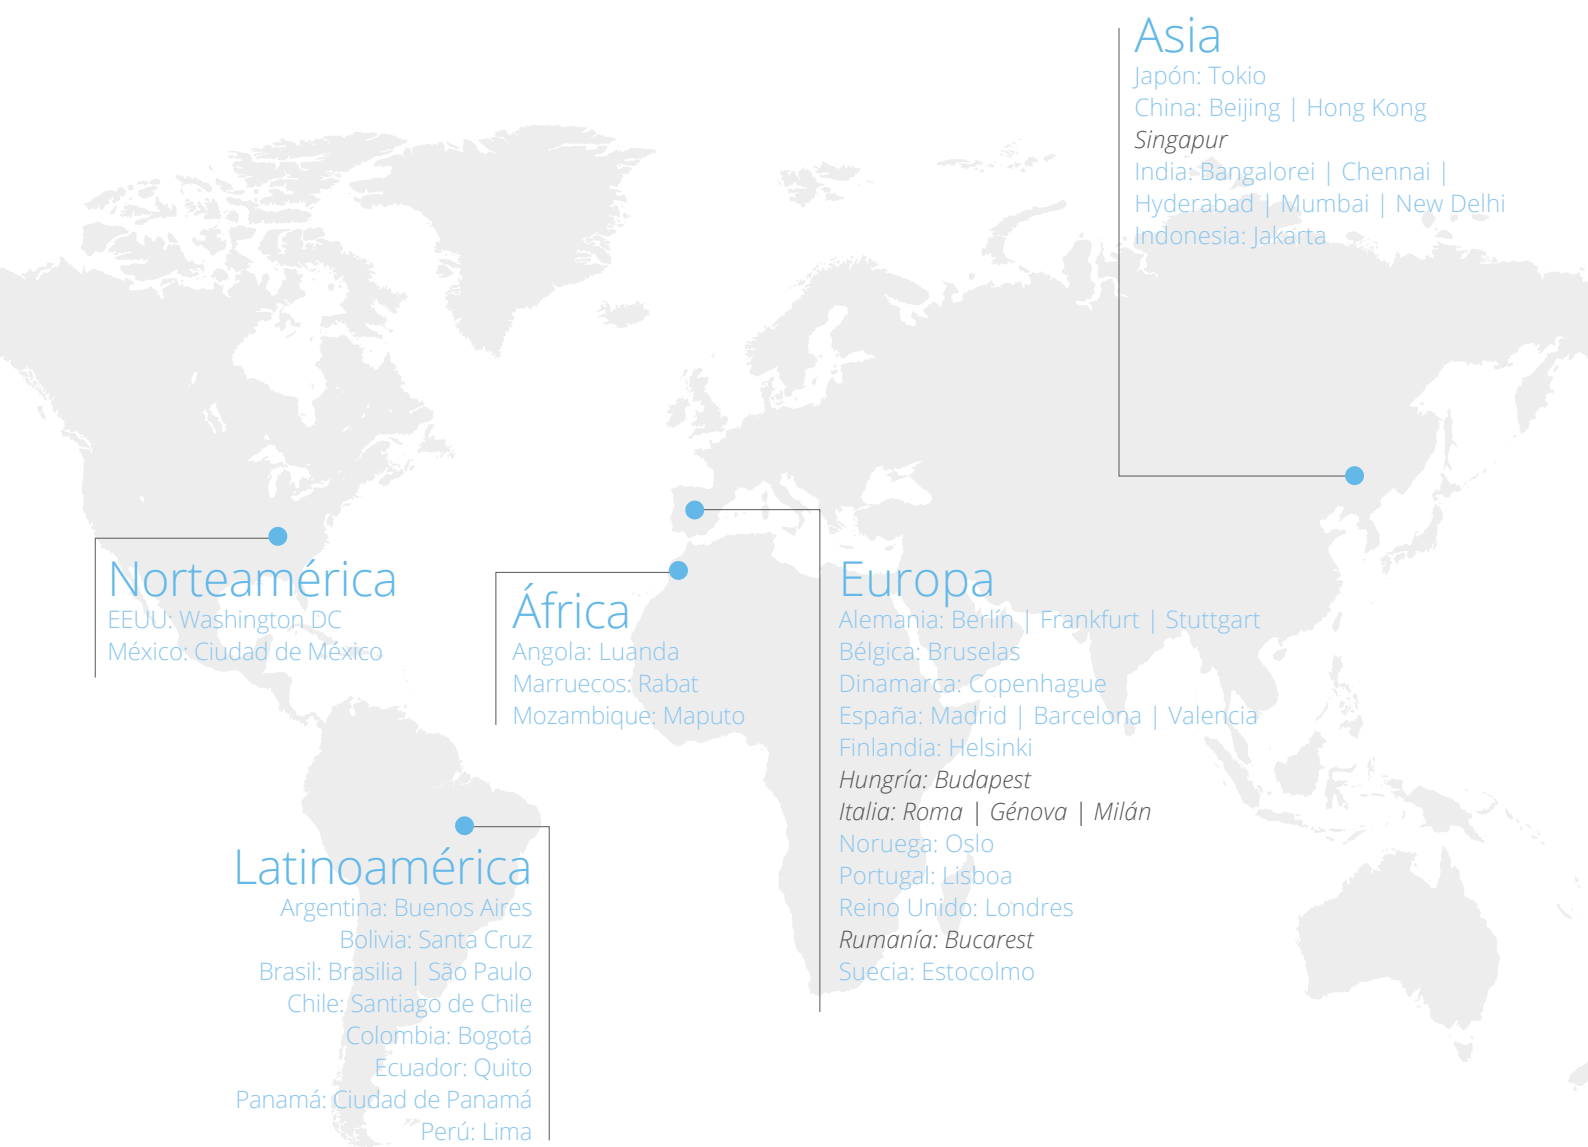 Asia
Japón: Tokio
China: Beijing | Hong Kong
Singapur
India: Bangalorei | Chennai |
Hyderabad | Mumbai | New Delhi
Indonesia: Jakarta
Norteamérica
EEUU: Washington DC
México: Ciudad de México
África
Angola: Luanda
Marruecos: Rabat
Mozambique: Maputo
Europa
Alemania: Berlín | Frankfurt | Stuttgart
Bélgica: Bruselas
Dinamarca: Copenhague
España: Madrid | Barcelona | Valencia
Finlandia: Helsinki
Hungría: Budapest
Italia: Roma | Génova | Milán
Noruega: Oslo
Portugal: Lisboa
Reino Unido: Londres
Rumanía: Bucarest
Suecia: Estocolmo
Latinoamérica
Argentina: Buenos Aires
Bolivia: Santa Cruz
Brasil: Brasilia | São Paulo
Chile: Santiago de Chile
Colombia: Bogotá
Ecuador: Quito
Panamá: Ciudad de Panamá
Perú: Lima